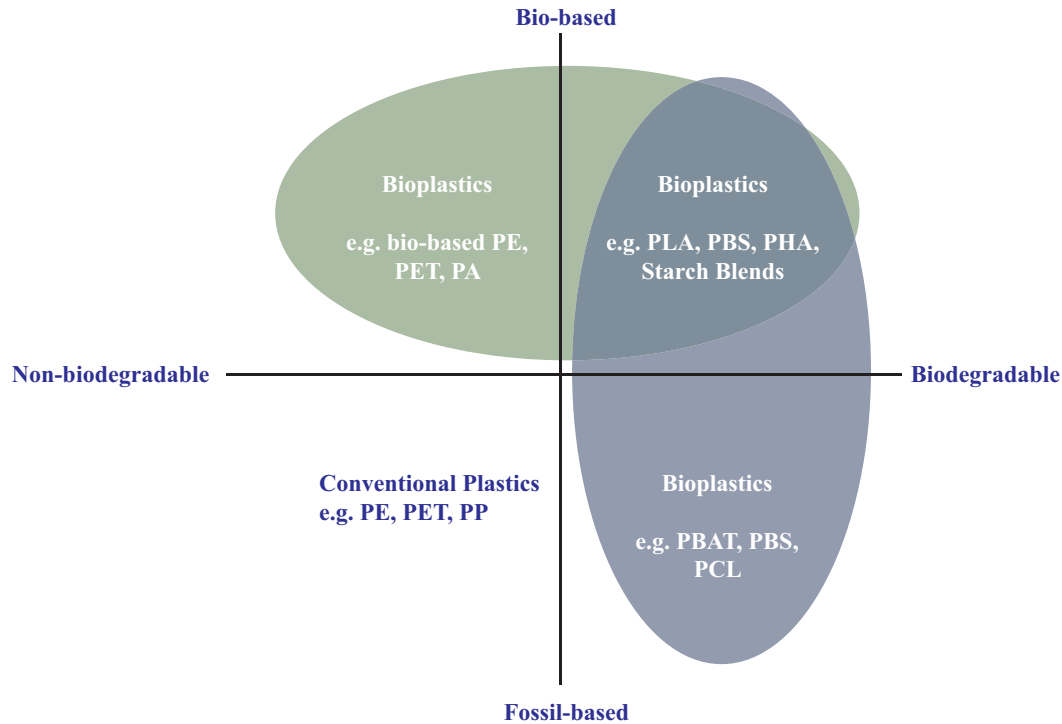 Bio-based
Bioplastics
e.g. bio-based PE,
PET, PA
Bioplastics
e.g. PLA, PBS, PHA,
Starch Blends
Non-biodegradable
Biodegradable
Conventional Plastics
e.g. PE, PET, PP
Bioplastics
e.g. PBAT, PBS,
PCL
Fossil-based